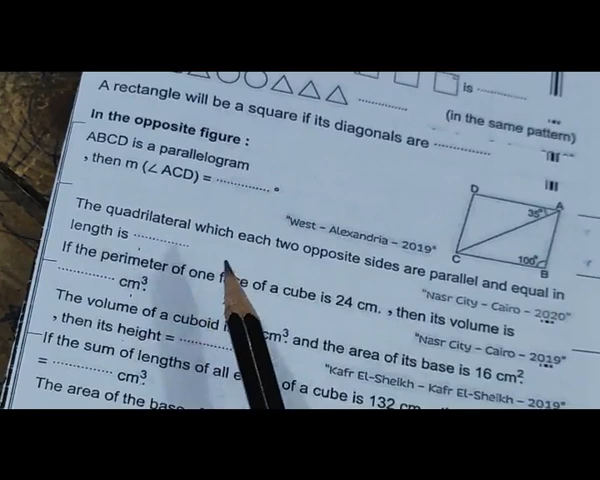 is ............
(in the same pattern)
A rectangle will be a square if its diagonals are ............
In the opposite figure :
ABCD is a parallelogram
, then m (∠ ACD) = ............ °
D
A
35°
C
100°
B
"West – Alexandria – 2019"
The quadrilateral which each two opposite sides are parallel and equal in
length is ............
"Nasr City – Cairo – 2020"
If the perimeter of one of a cube is 24 cm. , then its volume is
............ cm³.
"Nasr City – Cairo – 2019"
The volume of a cuboid cm³. and the area of its base is 16 cm².
, then its height = ............
"Kafr El-Sheikh – Kafr El-Sheikh – 2019"
If the sum of lengths of all of a cube is 132 cm
= ............ cm³.
The area of the base